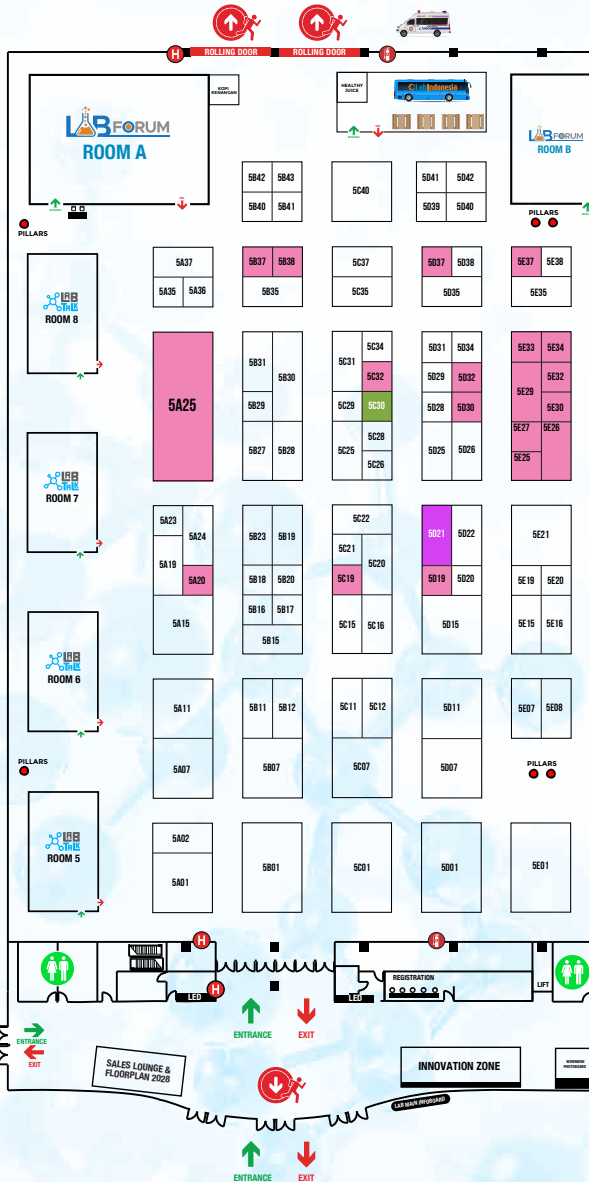 H
ROLLING DOOR
ROLLING DOOR
KOPI
KENANGAN
HEALTHY
JUICE
LabIndonesia
LAB FORUM
ROOM A
LAB FORUM
ROOM B
PILLARS
PILLARS
5B42 5B43
5B40 5B41
5C40
5D41 5D42
5D39 5D40
5A37
5A35 5A36
5B37 5B38
5B35
5C37
5C35
5D37 5D38
5D35
5E37 5E38
5E35
LAB
TALK
ROOM 8
5A25
5B31
5B30
5B29
5B27 5B28
5C34
5C31
5C32
5C29 5C30
5C28
5C25
5C26
5D31 5D34
5D29 5D32
5D28 5D30
5D25 5D26
5E33 5E34
5E32
5E29
5E30
5E27 5E26
5E25
LAB
TALK
ROOM 7
5A23
5A24
5A19
5A20
5A15
5B23 5B19
5B18 5B20
5B16 5B17
5B15
5C22
5C21
5C20
5C19
5C15 5C16
5D21 5D22
5D19 5D20
5D15
5E21
5E19 5E20
5E15 5E16
LAB
TALK
ROOM 6
5A11
5A07
5B11 5B12
5B07
5C11 5C12
5C07
5D11
5D07
5E07 5E08
PILLARS
PILLARS
LAB
TALK
ROOM 5
5A02
5A01
5B01
5C01
5D01
5E01
H
H
LED
LED
REGISTRATION
LIFT
ENTRANCE
EXIT
ENTRANCE
EXIT
SALES LOUNGE &
FLOORPLAN 2028
INNOVATION ZONE
LAB MAIN INFOBOARD
PHOTOBOARD
ENTRANCE
EXIT